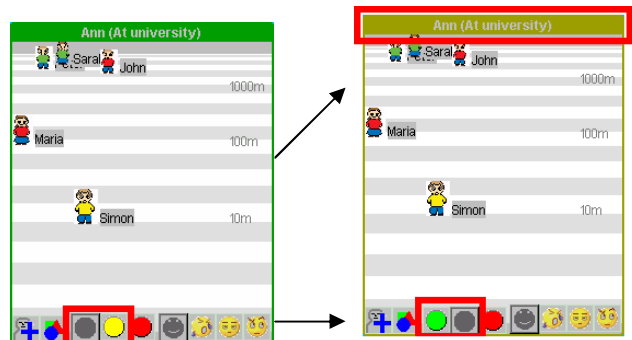 Ann (At university)
Sara
John
1000m
Maria
100m
Simon
10m
Ann (At university)
Sara
John
1000m
Maria
100m
Simon
10m